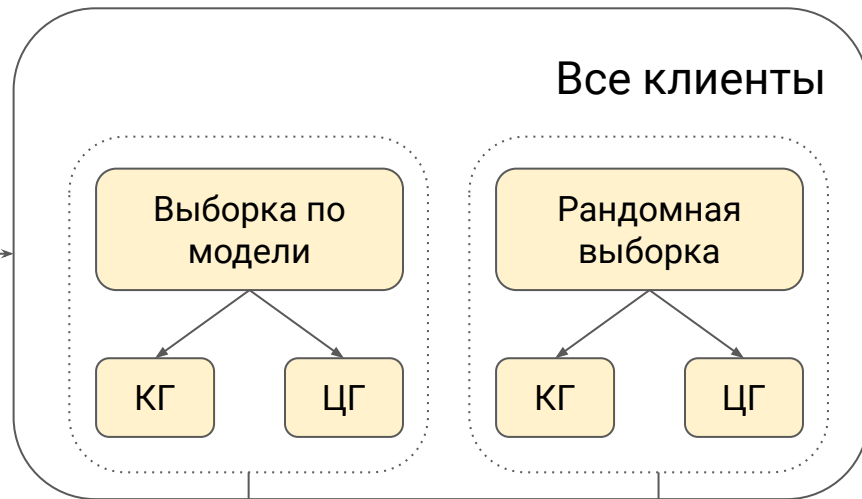 Все клиенты
Выборка по
модели
Рандомная
выборка
КГ
ЦГ
КГ
ЦГ